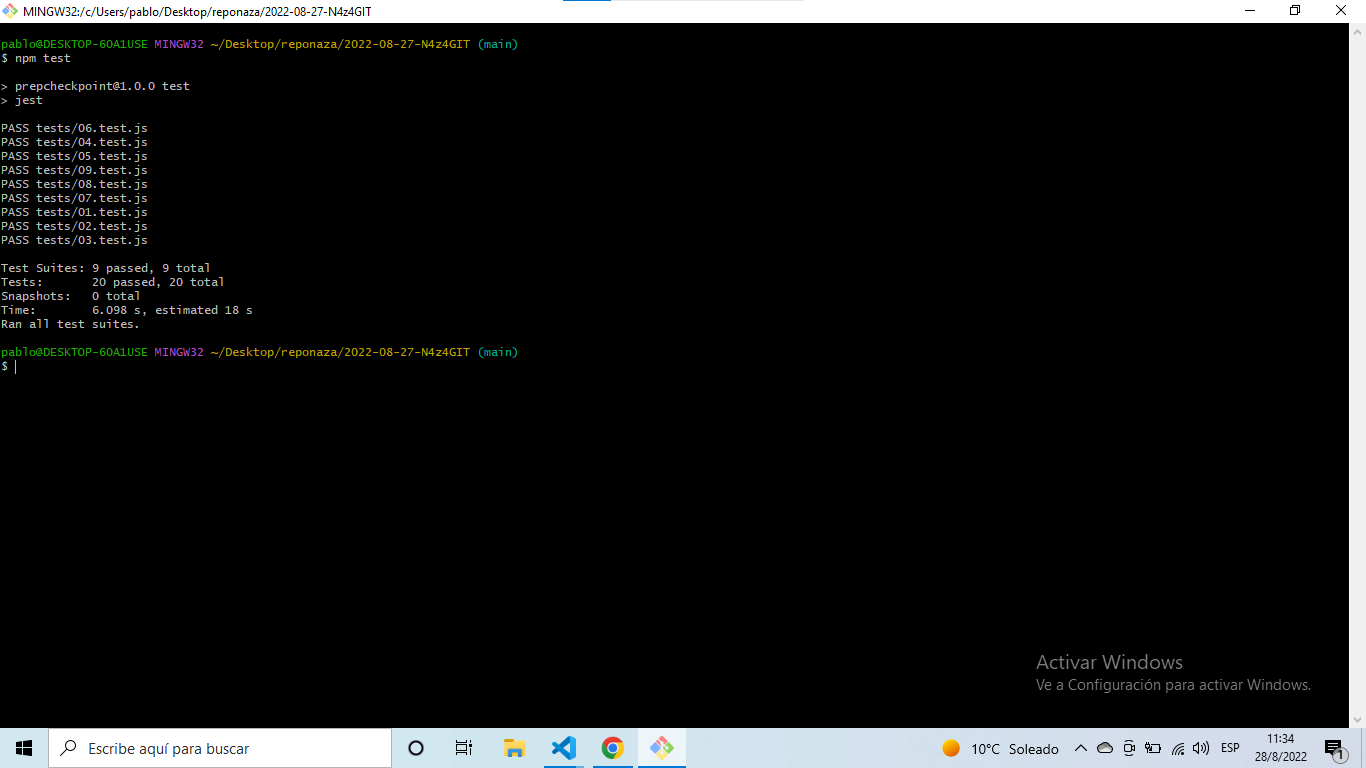 MINGW32:/c/Users/pablo/Desktop/reponaza/2022-08-27-N4z4GIT
pablo@DESKTOP-6OA1USE MINGW32 ~/Desktop/reponaza/2022-08-27-N4z4GIT (main)
$ npm test
> prepcheckpoint@1.0.0 test
> jest
PASS tests/06.test.js
PASS tests/04.test.js
PASS tests/05.test.js
PASS tests/09.test.js
PASS tests/08.test.js
PASS tests/07.test.js
PASS tests/01.test.js
PASS tests/02.test.js
PASS tests/03.test.js
Test Suites: 9 passed, 9 total
Tests:       20 passed, 20 total
Snapshots:   0 total
Time:        6.098 s, estimated 18 s
Ran all test suites.
pablo@DESKTOP-6OA1USE MINGW32 ~/Desktop/reponaza/2022-08-27-N4z4GIT (main)
$
Activar Windows
Ve a Configuración para activar Windows.
Escribe aquí para buscar
10°C Soleado
ESP
11:34
28/8/2022
1